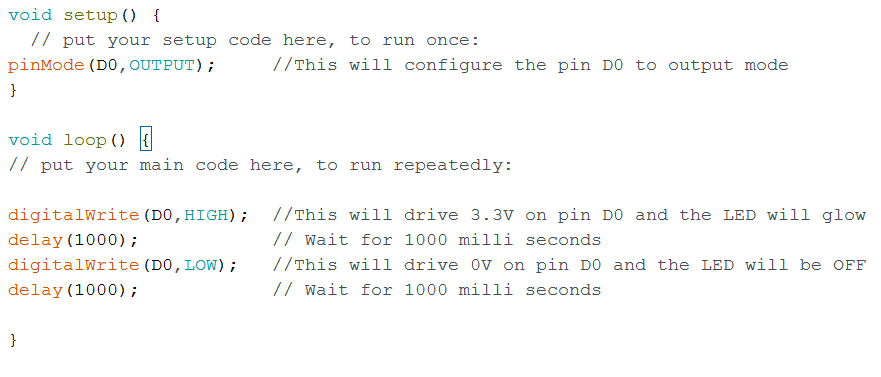 void setup() {
  // put your setup code here, to run once:
pinMode(D0,OUTPUT);     //This will configure the pin D0 to output mode
}
void loop() {
// put your main code here, to run repeatedly:
digitalWrite(D0,HIGH);  //This will drive 3.3V on pin D0 and the LED will glow
delay(1000);            // Wait for 1000 milli seconds
digitalWrite(D0,LOW);   //This will drive 0V on pin D0 and the LED will be OFF
delay(1000);            // Wait for 1000 milli seconds
}